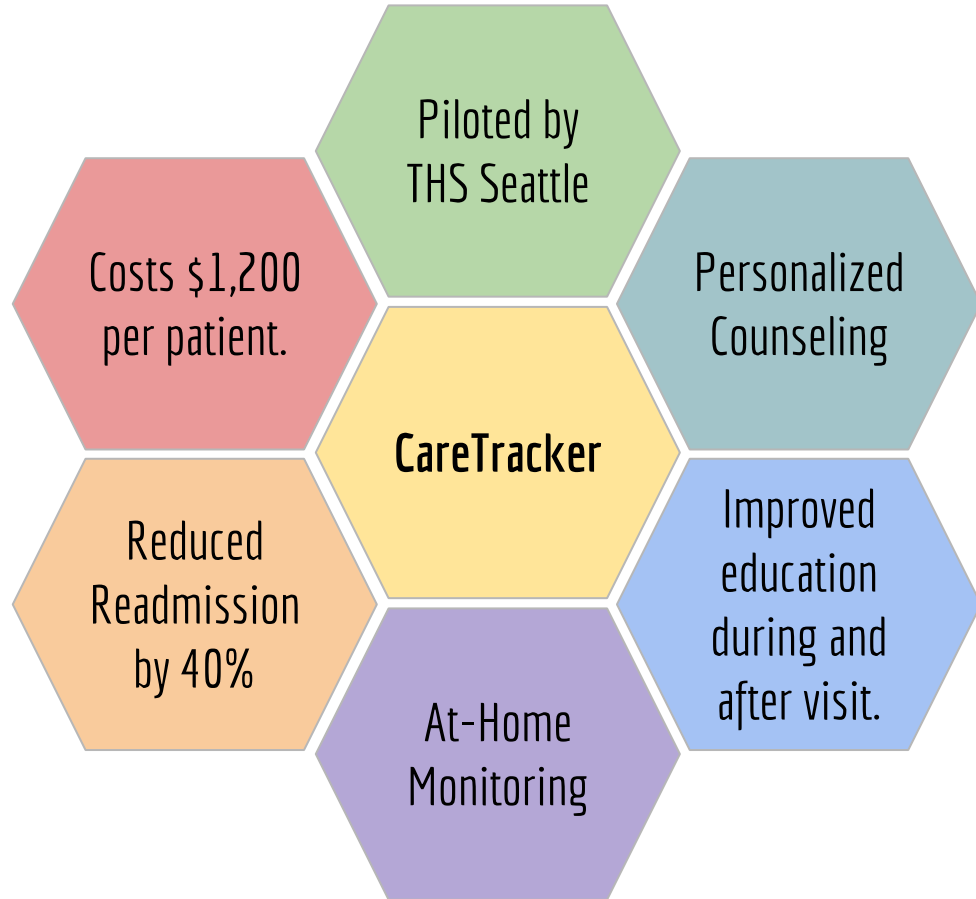 Piloted by
THS Seattle
Costs $1,200
per patient.
Personalized
Counseling
CareTracker
Reduced
Readmission
by 40%
Improved
education
during and
after visit.
At-Home
Monitoring